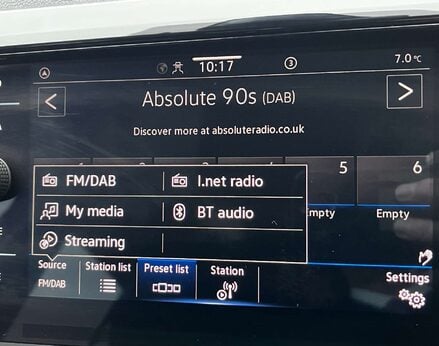 10:17
3
7.0 °C
<
Absolute 90s (DAB)
>
Discover more at absoluteradio.co.uk
5
6
Empty
FM/DAB
I.net radio
My media
BT audio
Streaming
Source
FM/DAB
Station list
Preset list
Station
Settings